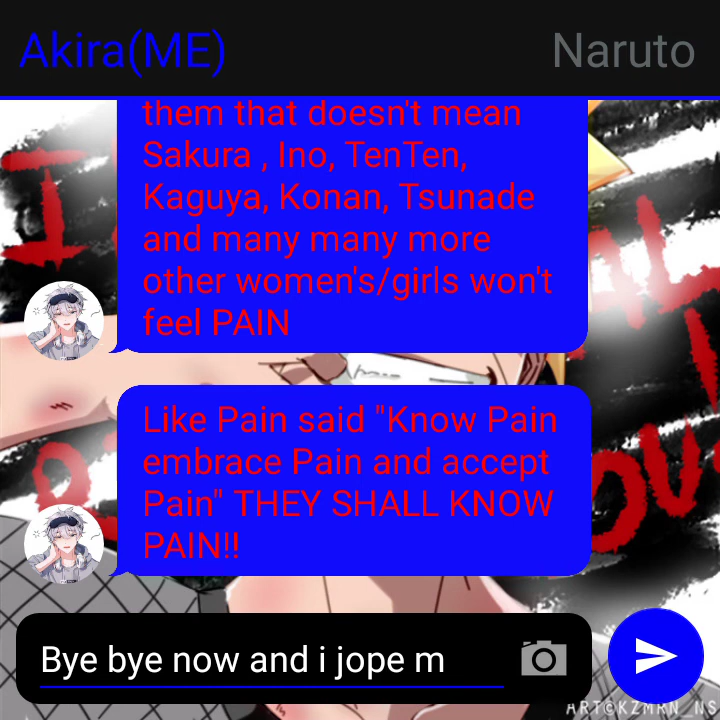 Akira(ME)
Naruto
them that doesn't mean
Sakura , Ino, TenTen,
Kaguya, Konan, Tsunade
and many many more
other women's/girls won't
feel PAIN
Like Pain said "Know Pain
embrace Pain and accept
Pain" THEY SHALL KNOW
PAIN!!
Bye bye now and i jope m